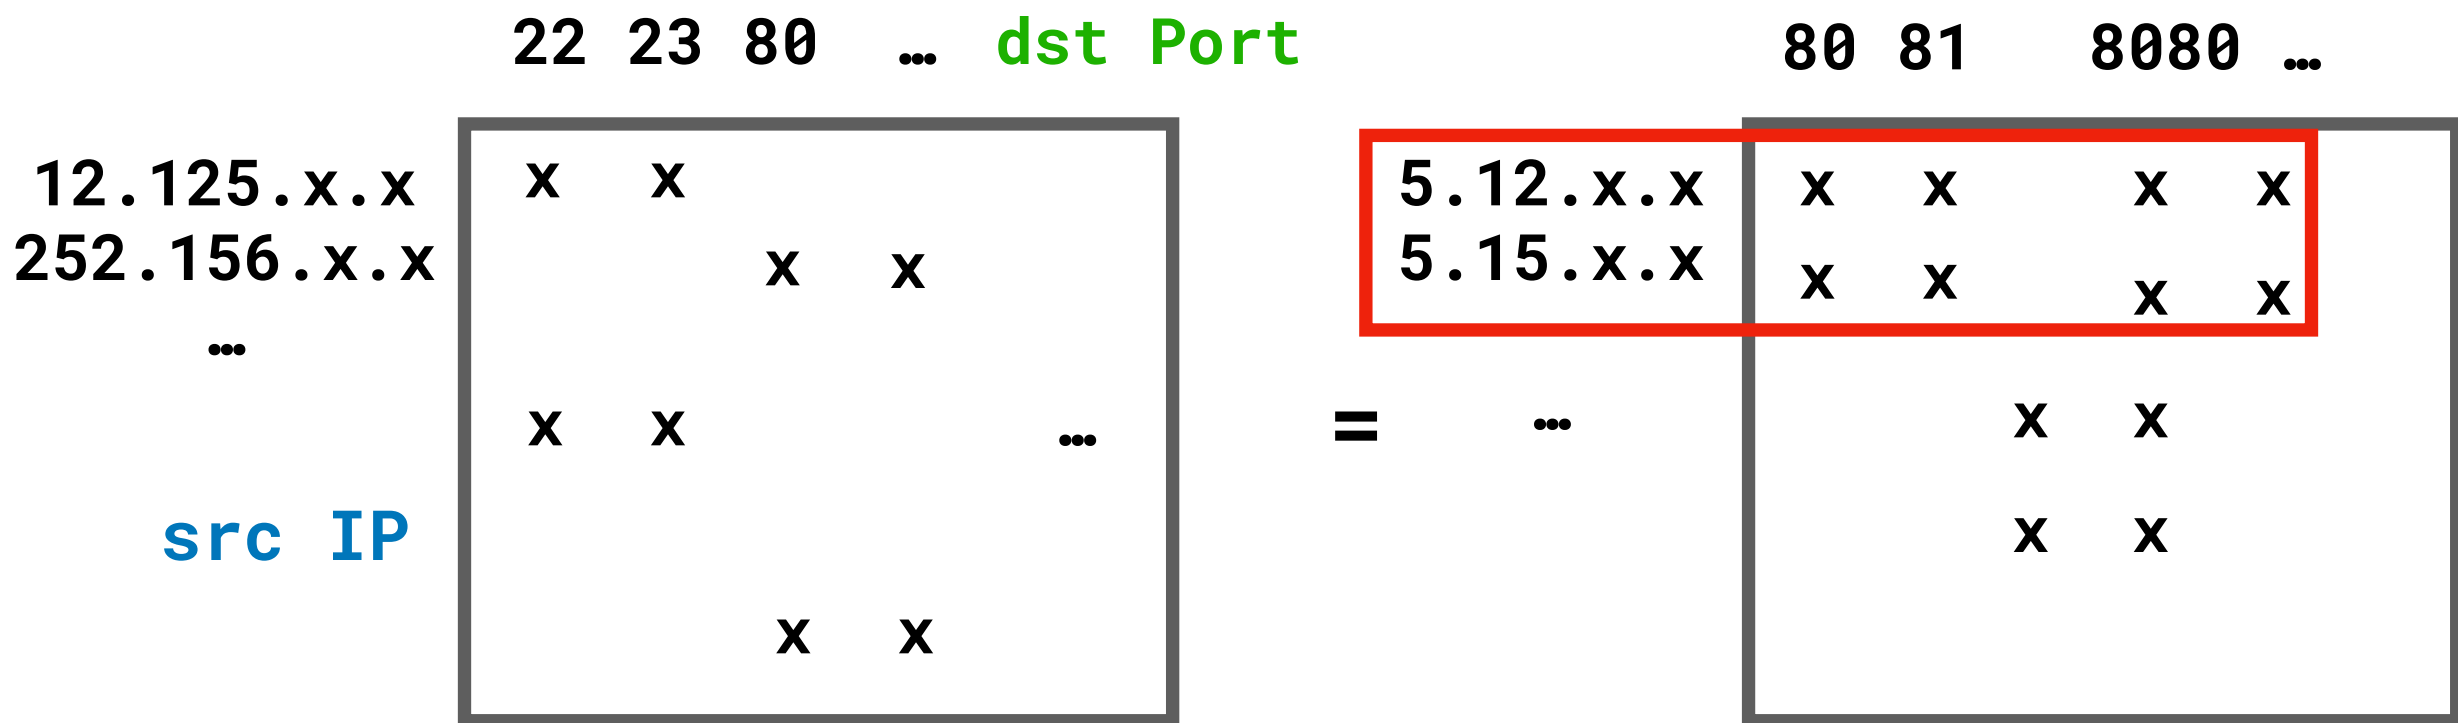 22 23 80 … dst Port 80 81 8080 …
12.125.x.x x x 5.12.x.x x x x x
252.156.x.x x x 5.15.x.x x x x x
…
x x … = … x x
src IP x x
x x